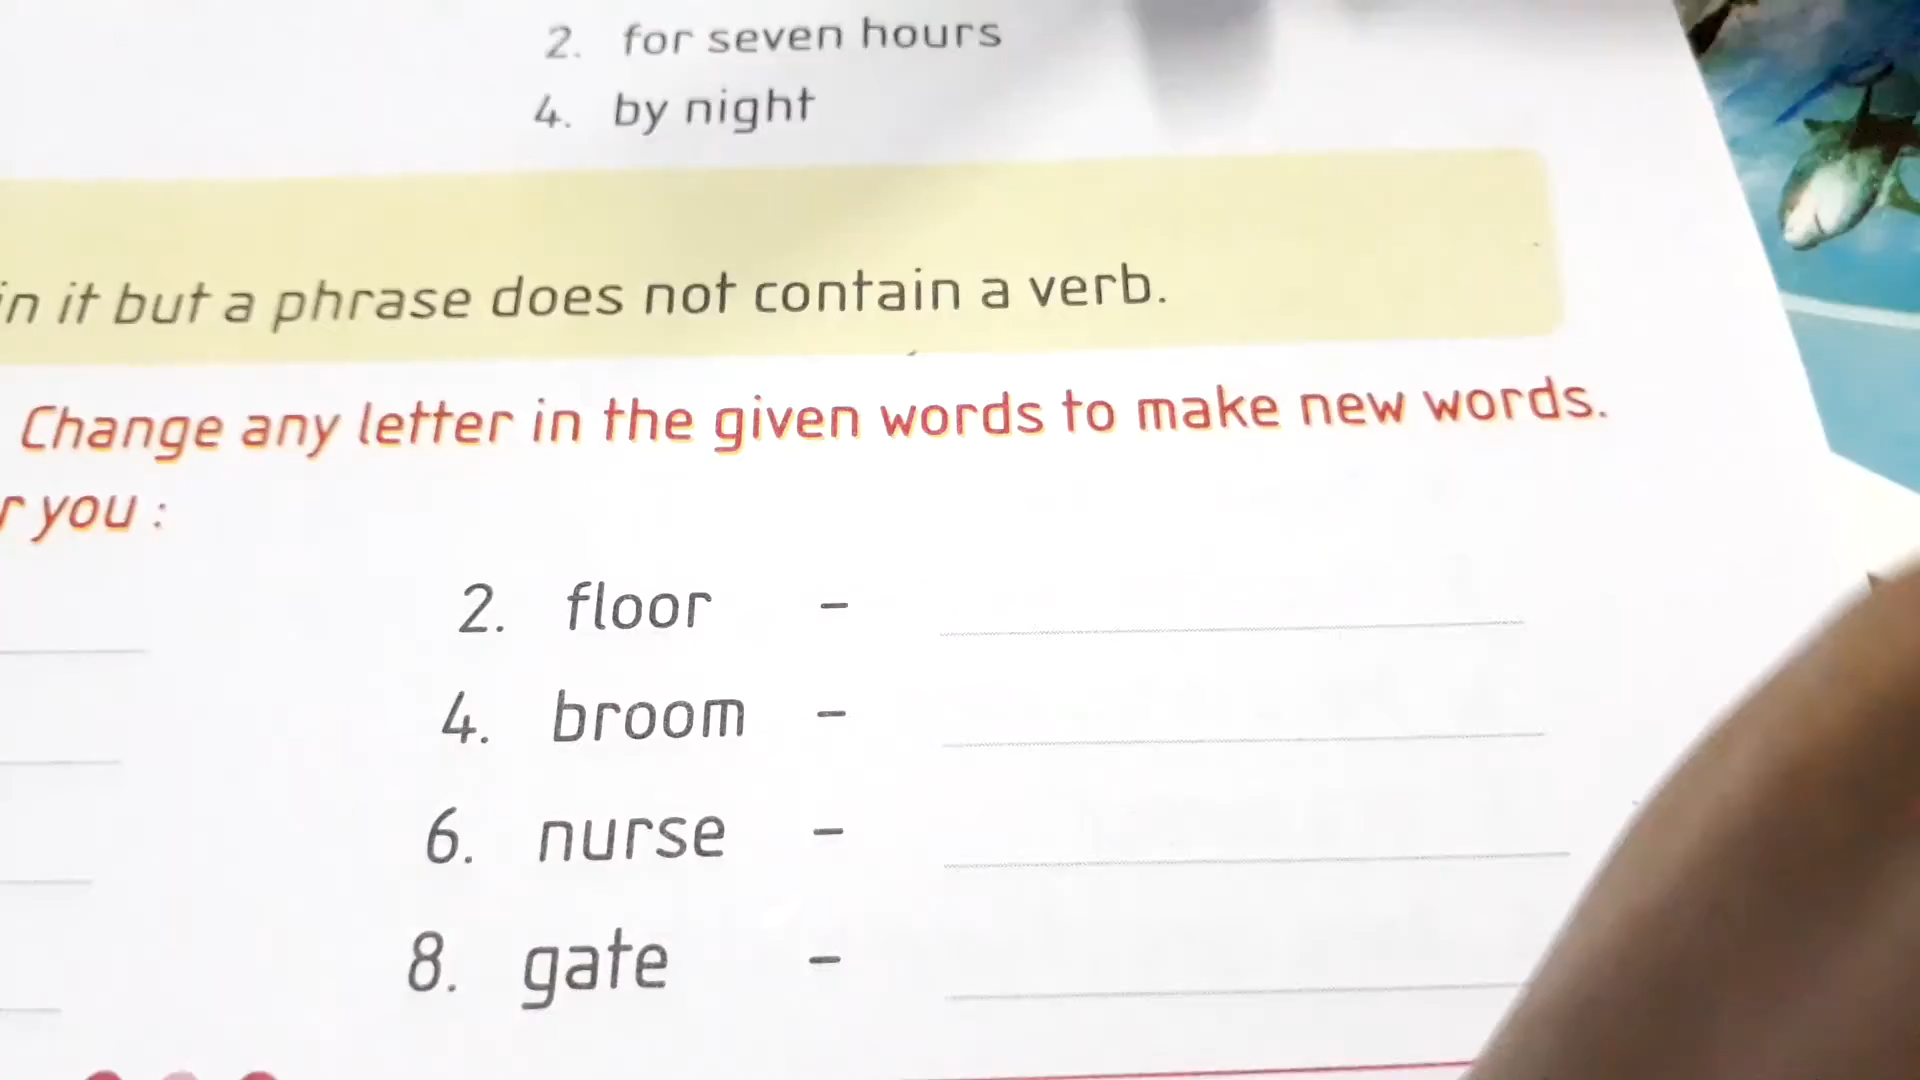 2. for seven hours
4. by night
in it but a phrase does not contain a verb.
Change any letter in the given words to make new words.
r you :
2. floor -
4. broom -
6. nurse -
8. gate -